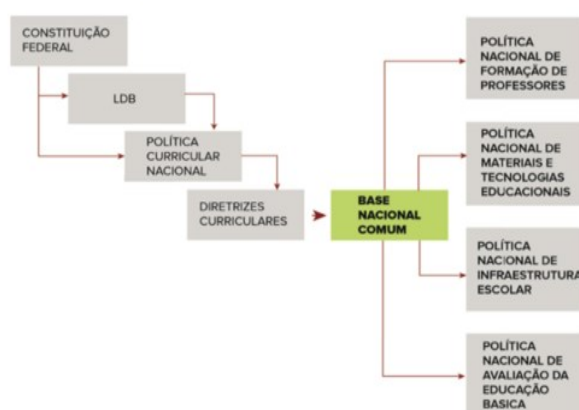 CONSTITUIÇÃO
FEDERAL
LDB
POLÍTICA
CURRICULAR
NACIONAL
DIRETRIZES
CURRICULARES
BASE
NACIONAL
COMUM
POLÍTICA
NACIONAL DE
FORMAÇÃO DE
PROFESSORES
POLÍTICA
NACIONAL DE
MATERIAIS E
TECNOLOGIAS
EDUCACIONAIS
POLÍTICA
NACIONAL DE
INFRAESTRUTURA
ESCOLAR
POLÍTICA
NACIONAL DE
AVALIAÇÃO DA
EDUCAÇÃO
BASICA